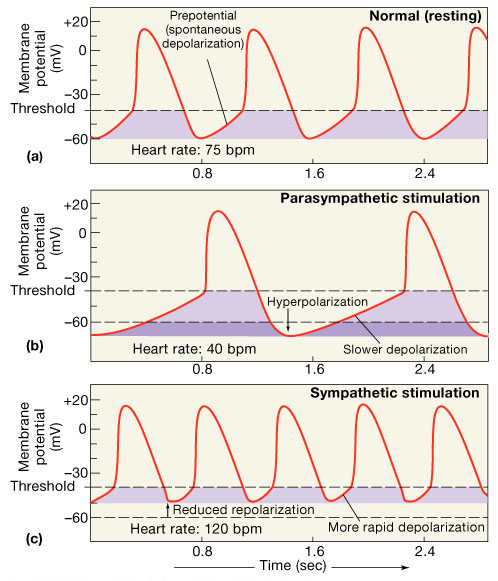 Normal (resting)
Prepotential
(spontaneous
depolarization)
Membrane
potential
(mV)
+20
0
−30
Threshold
−60
(a)
Heart rate: 75 bpm
0.8
1.6
2.4
Parasympathetic stimulation
Membrane
potential
(mV)
+20
0
−30
Threshold
−60
Hyperpolarization
Slower depolarization
(b)
Heart rate: 40 bpm
0.8
1.6
2.4
Sympathetic stimulation
Membrane
potential
(mV)
+20
0
−30
Threshold
−60
Reduced repolarization
More rapid depolarization
(c)
Heart rate: 120 bpm
0.8
1.6
2.4
Time (sec)